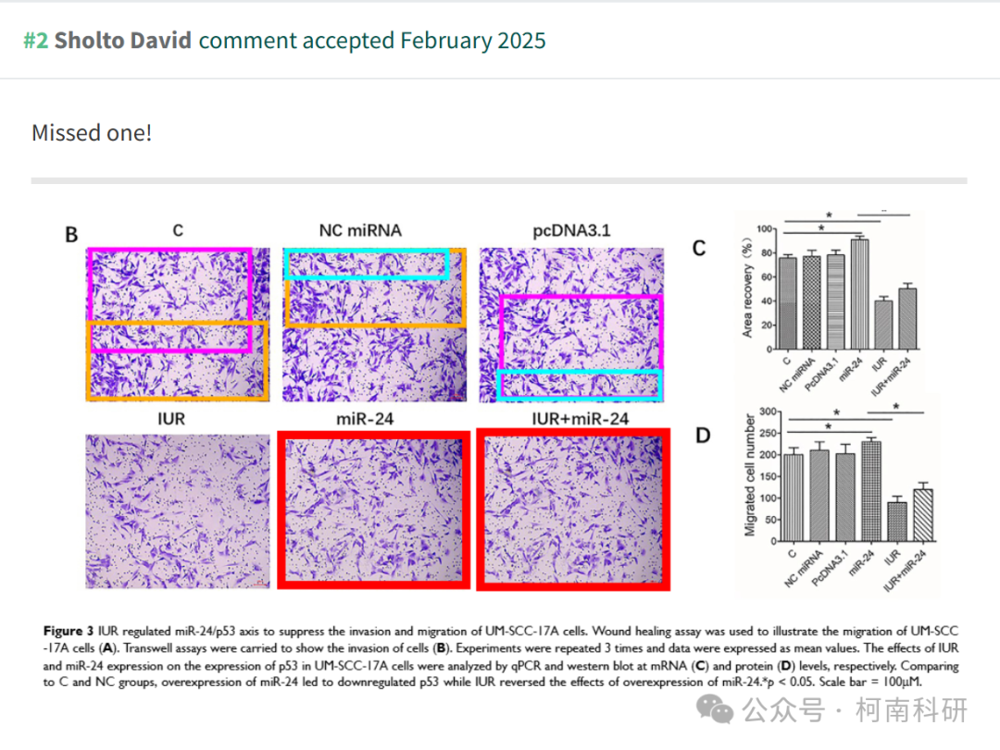 #2 Sholto David comment accepted February 2025
Missed one!
B
C
NC miRNA
pcDNA3.1
IUR
miR-24
IUR+miR-24
C
Area recovery (%)
100
80
60
40
20
0
*
*
C
NC miRNA
PcDNA3.1
miR-24
IUR
IUR+miR-24
D
Migrated cell number
300
250
200
150
100
50
0
*
*
*
C
NC miRNA
PcDNA3.1
miR-24
IUR
IUR+miR-24
Figure 3 IUR regulated miR-24/p53 axis to suppress the invasion and migration of UM-SCC-17A cells. Wound healing assay was used to illustrate the migration of UM-SCC
-17A cells (A). Transwell assays were carried to show the invasion of cells (B). Experiments were repeated 3 times and data were expressed as mean values. The effects of IUR
and miR-24 expression on the expression of p53 in UM-SCC-17A cells were analyzed by qPCR and western blot at mRNA (C) and protein (D) levels, respectively. Comparing
to C and NC groups, overexpression of miR-24 led to downregulated p53 while IUR reversed the effects of overexpression of miR-24.*p < 0.05. Scale bar = 100μM.
公众号 · 柯南科研